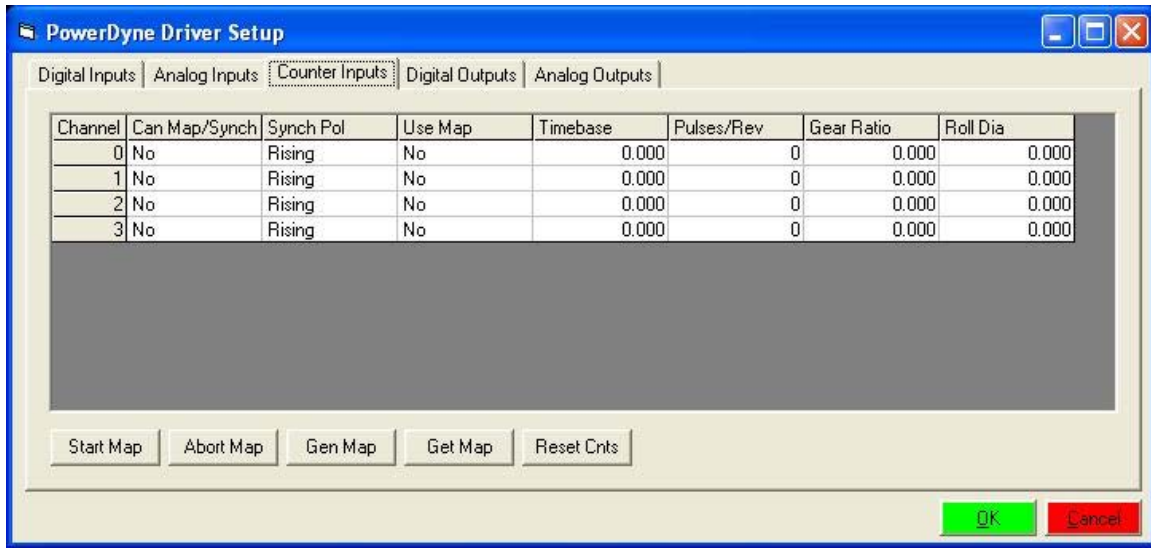 PowerDyne Driver Setup
Digital Inputs Analog Inputs Counter Inputs Digital Outputs Analog Outputs
Channel Can Map/Synch Synch Pol Use Map Timebase Pulses/Rev Gear Ratio Roll Dia
0 No Rising No 0.000 0 0.000 0.000
1 No Rising No 0.000 0 0.000 0.000
2 No Rising No 0.000 0 0.000 0.000
3 No Rising No 0.000 0 0.000 0.000
Start Map Abort Map Gen Map Get Map Reset Cnts
OK Cancel